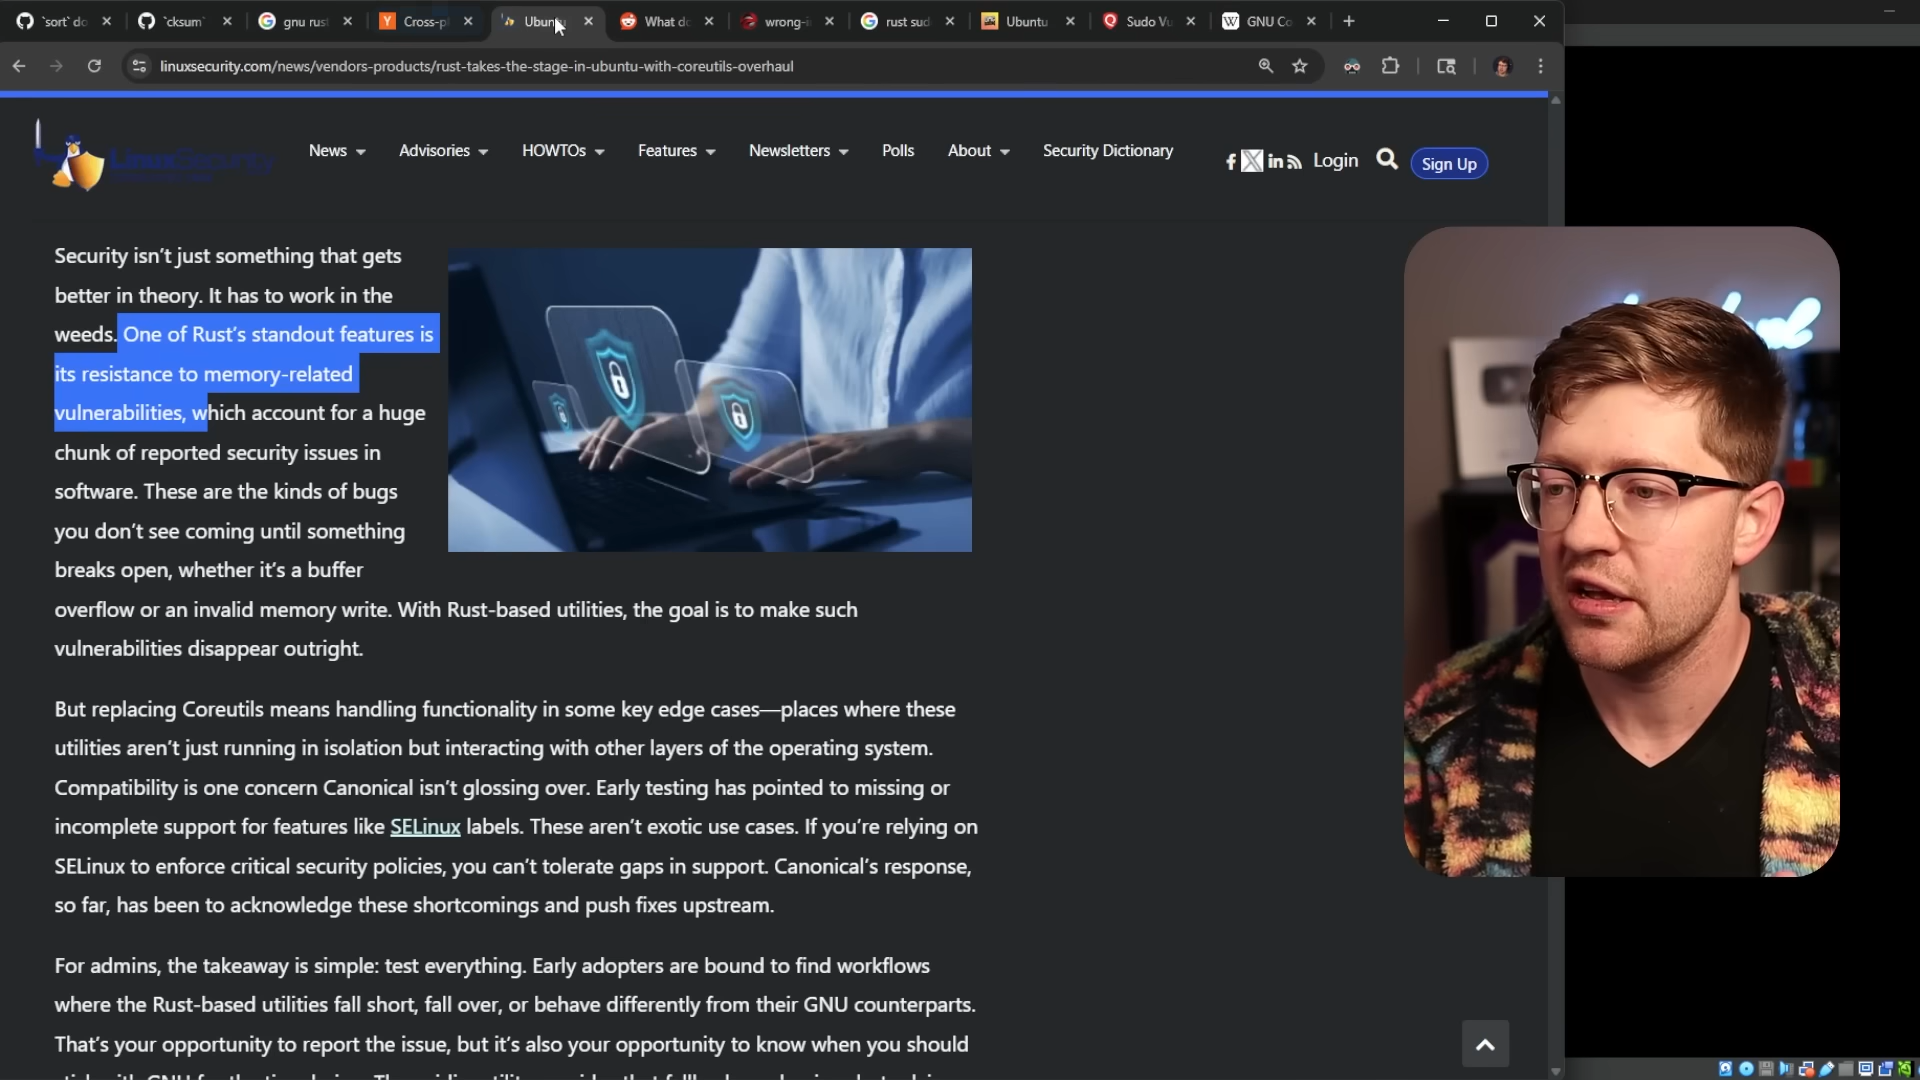 `sort` do
`cksum`
gnu rust
Cross-pl
Ubuntu
What do
wrong-i
rust sud
Ubuntu
Sudo Vu
GNU Co
linuxsecurity.com/news/vendors-products/rust-takes-the-stage-in-ubuntu-with-coreutils-overhaul
LinuxSecurity
News
Advisories
HOWTOs
Features
Newsletters
Polls
About
Security Dictionary
Login
Sign Up
Security isn’t just something that gets
better in theory. It has to work in the
weeds. One of Rust’s standout features is
its resistance to memory-related
vulnerabilities, which account for a huge
chunk of reported security issues in
software. These are the kinds of bugs
you don’t see coming until something
breaks open, whether it’s a buffer
overflow or an invalid memory write. With Rust-based utilities, the goal is to make such
vulnerabilities disappear outright.
But replacing Coreutils means handling functionality in some key edge cases—places where these
utilities aren’t just running in isolation but interacting with other layers of the operating system.
Compatibility is one concern Canonical isn’t glossing over. Early testing has pointed to missing or
incomplete support for features like SELinux labels. These aren’t exotic use cases. If you’re relying on
SELinux to enforce critical security policies, you can’t tolerate gaps in support. Canonical’s response,
so far, has been to acknowledge these shortcomings and push fixes upstream.
For admins, the takeaway is simple: test everything. Early adopters are bound to find workflows
where the Rust-based utilities fall short, fall over, or behave differently from their GNU counterparts.
That’s your opportunity to report the issue, but it’s also your opportunity to know when you should